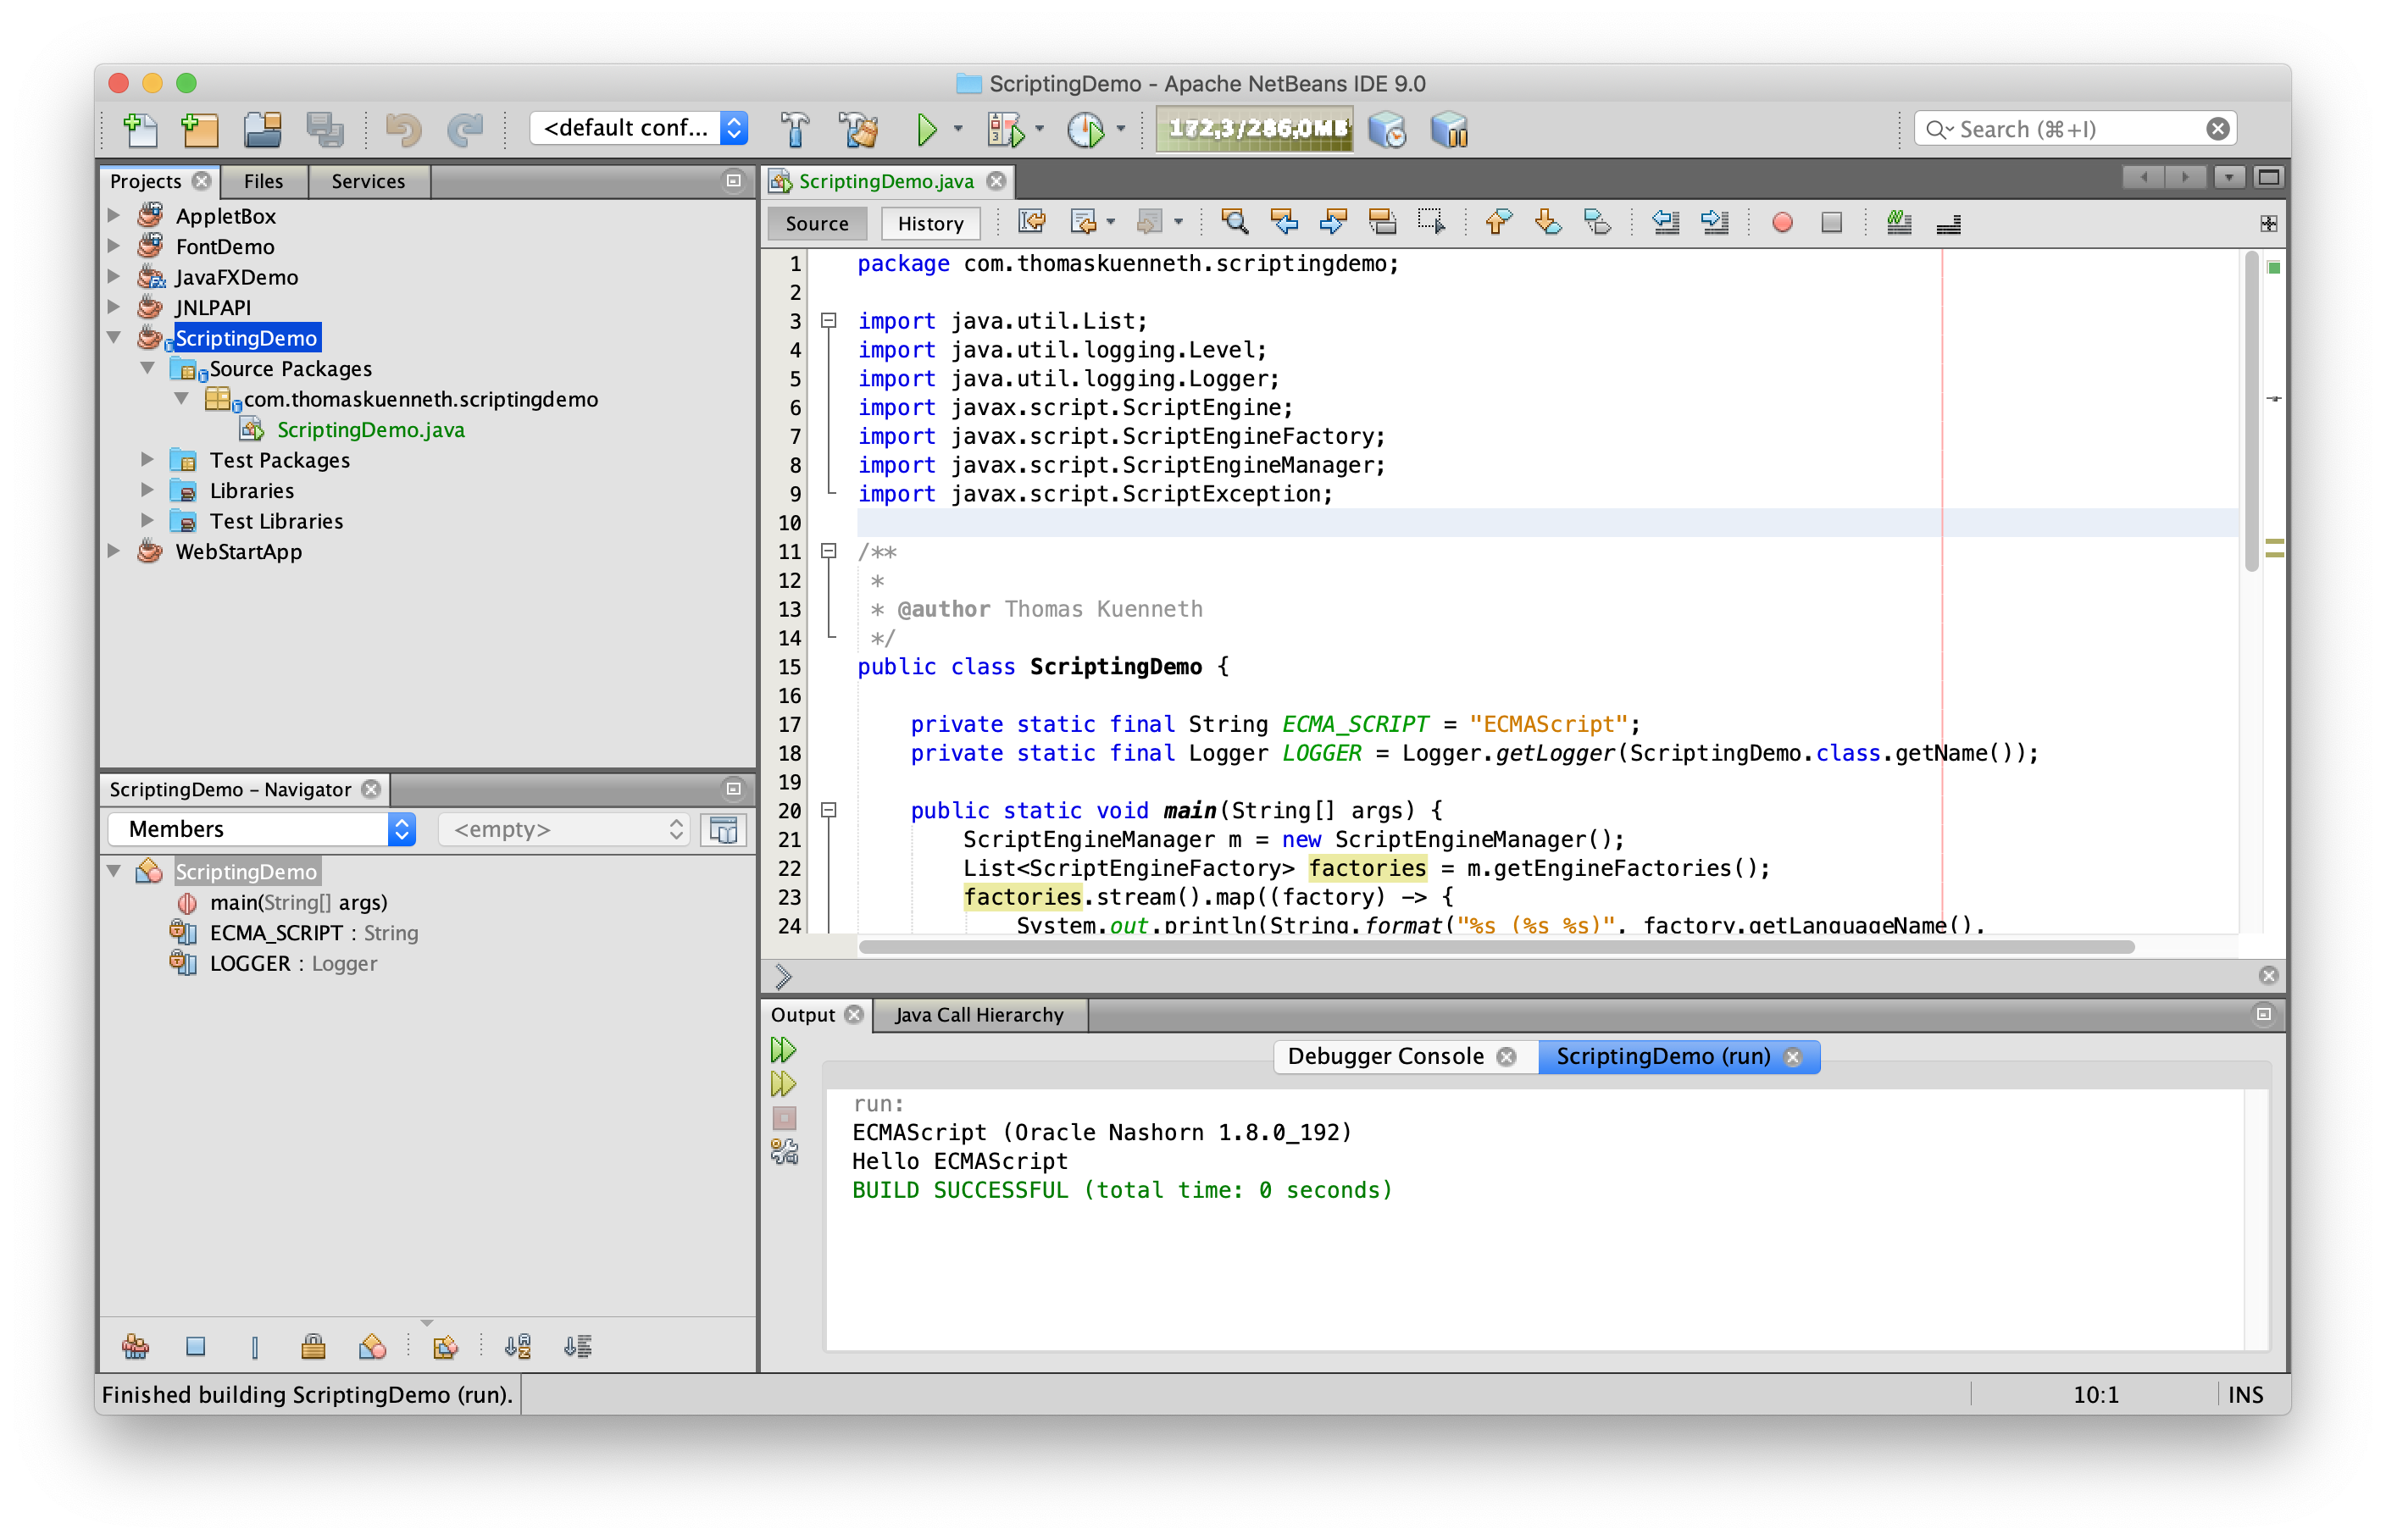 ScriptingDemo - Apache NetBeans IDE 9.0
<default conf...
172,3/286,0MB
Search (⌘+I)
Projects
Files
Services
AppletBox
FontDemo
JavaFXDemo
JNLPAPI
ScriptingDemo
Source Packages
com.thomaskuenneth.scriptingdemo
ScriptingDemo.java
Test Packages
Libraries
Test Libraries
WebStartApp
ScriptingDemo – Navigator
Members
<empty>
ScriptingDemo
main(String[] args)
ECMA_SCRIPT : String
LOGGER : Logger
ScriptingDemo.java
Source
History
1 package com.thomaskuenneth.scriptingdemo;
2
3 import java.util.List;
4 import java.util.logging.Level;
5 import java.util.logging.Logger;
6 import javax.script.ScriptEngine;
7 import javax.script.ScriptEngineFactory;
8 import javax.script.ScriptEngineManager;
9 import javax.script.ScriptException;
10
11 /**
12 *
13 * @author Thomas Kuenneth
14 */
15 public class ScriptingDemo {
16
17 private static final String ECMA_SCRIPT = "ECMAScript";
18 private static final Logger LOGGER = Logger.getLogger(ScriptingDemo.class.getName());
19
20 public static void main(String[] args) {
21 ScriptEngineManager m = new ScriptEngineManager();
22 List<ScriptEngineFactory> factories = m.getEngineFactories();
23 factories.stream().map((factory) -> {
24 System.out.println(String.format("%s (%s %s)", factory.getLanguageName(),
Output
Java Call Hierarchy
Debugger Console
ScriptingDemo (run)
run:
ECMAScript (Oracle Nashorn 1.8.0_192)
Hello ECMAScript
BUILD SUCCESSFUL (total time: 0 seconds)
Finished building ScriptingDemo (run).
10:1
INS